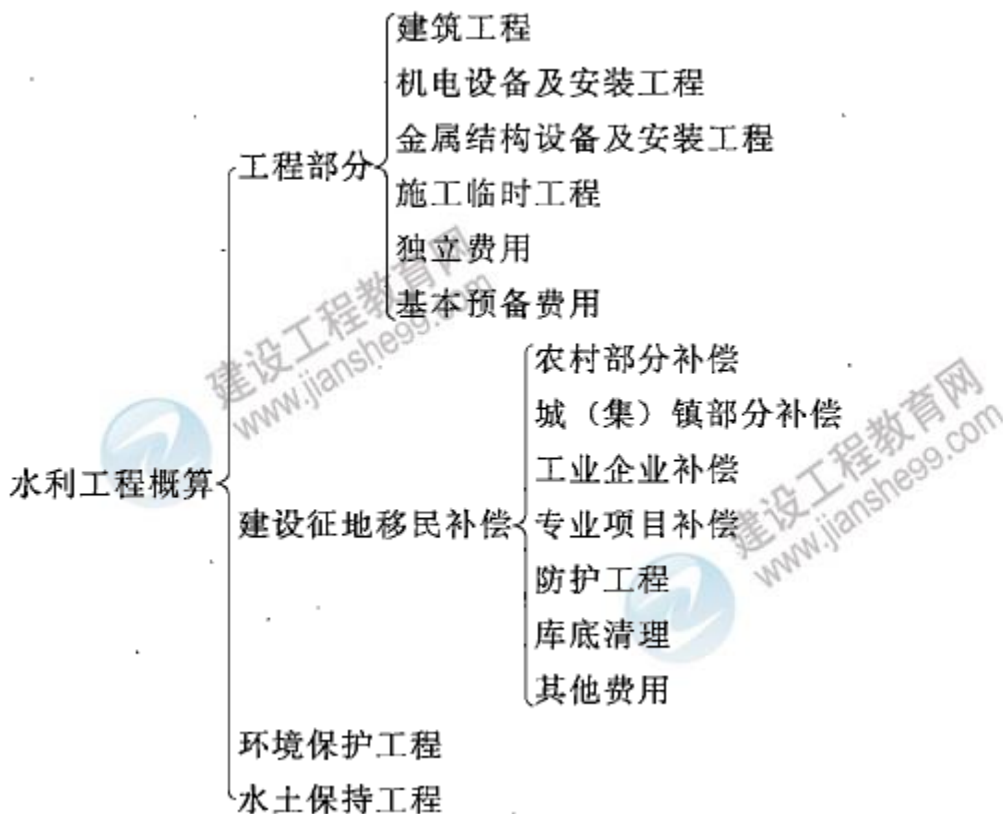 建筑工程
机电设备及安装工程
金属结构设备及安装工程
工程部分
施工临时工程
独立费用
基本预备费用
农村部分补偿
城（集）镇部分补偿
工业企业补偿
水利工程概算
建设征地移民补偿
专业项目补偿
防护工程
库底清理
其他费用
环境保护工程
水土保持工程
建设工程教育网
www.jianshe99.com
建设工程教育网
www.jianshe99.com